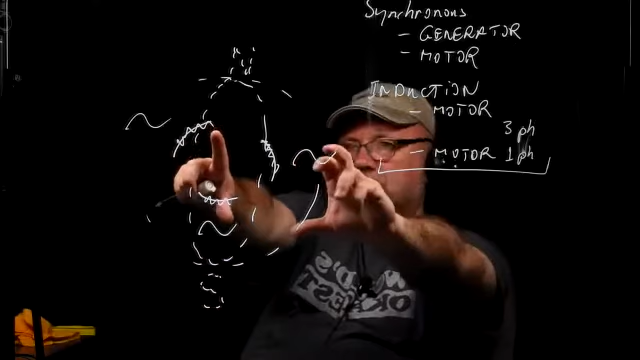 Synchronous
- GENERATOR
- MOTOR
INDUCTION
- MOTOR
3 ph
- MOTOR 1 ph